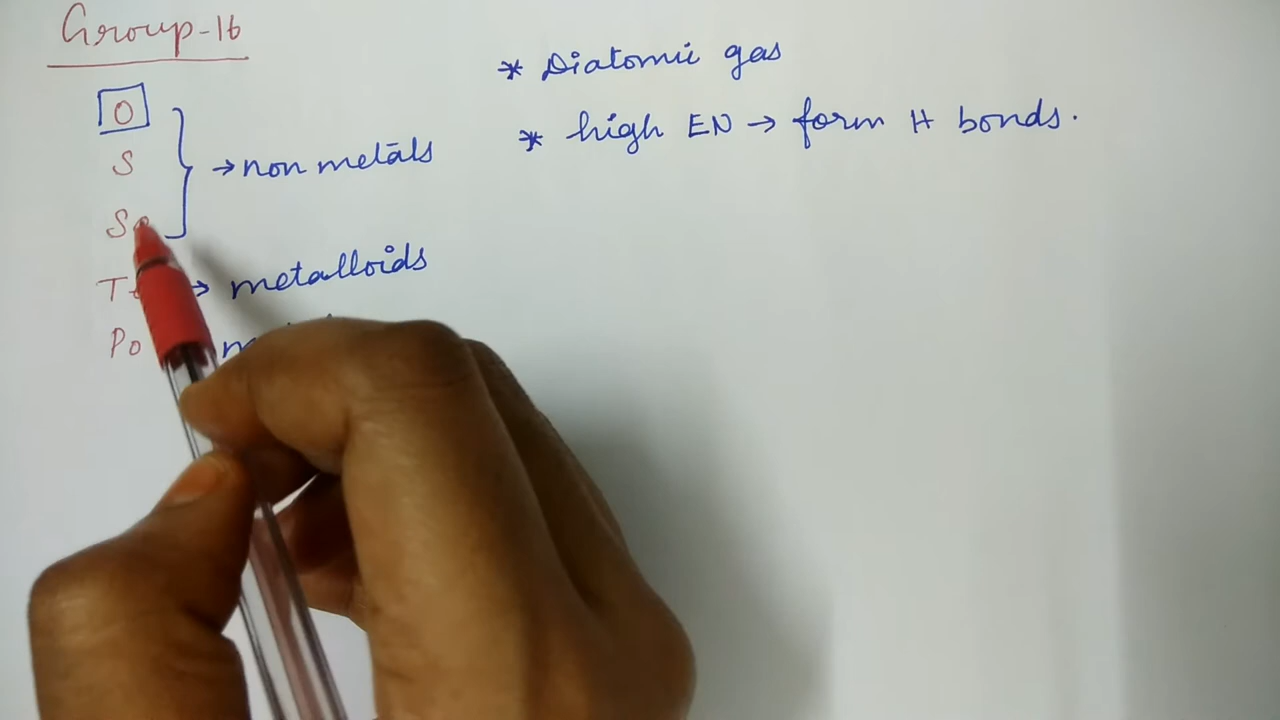 Group-16
O
S
→ non metals
→ metalloids
Po
* Diatomic gas
* high EN → form H bonds.